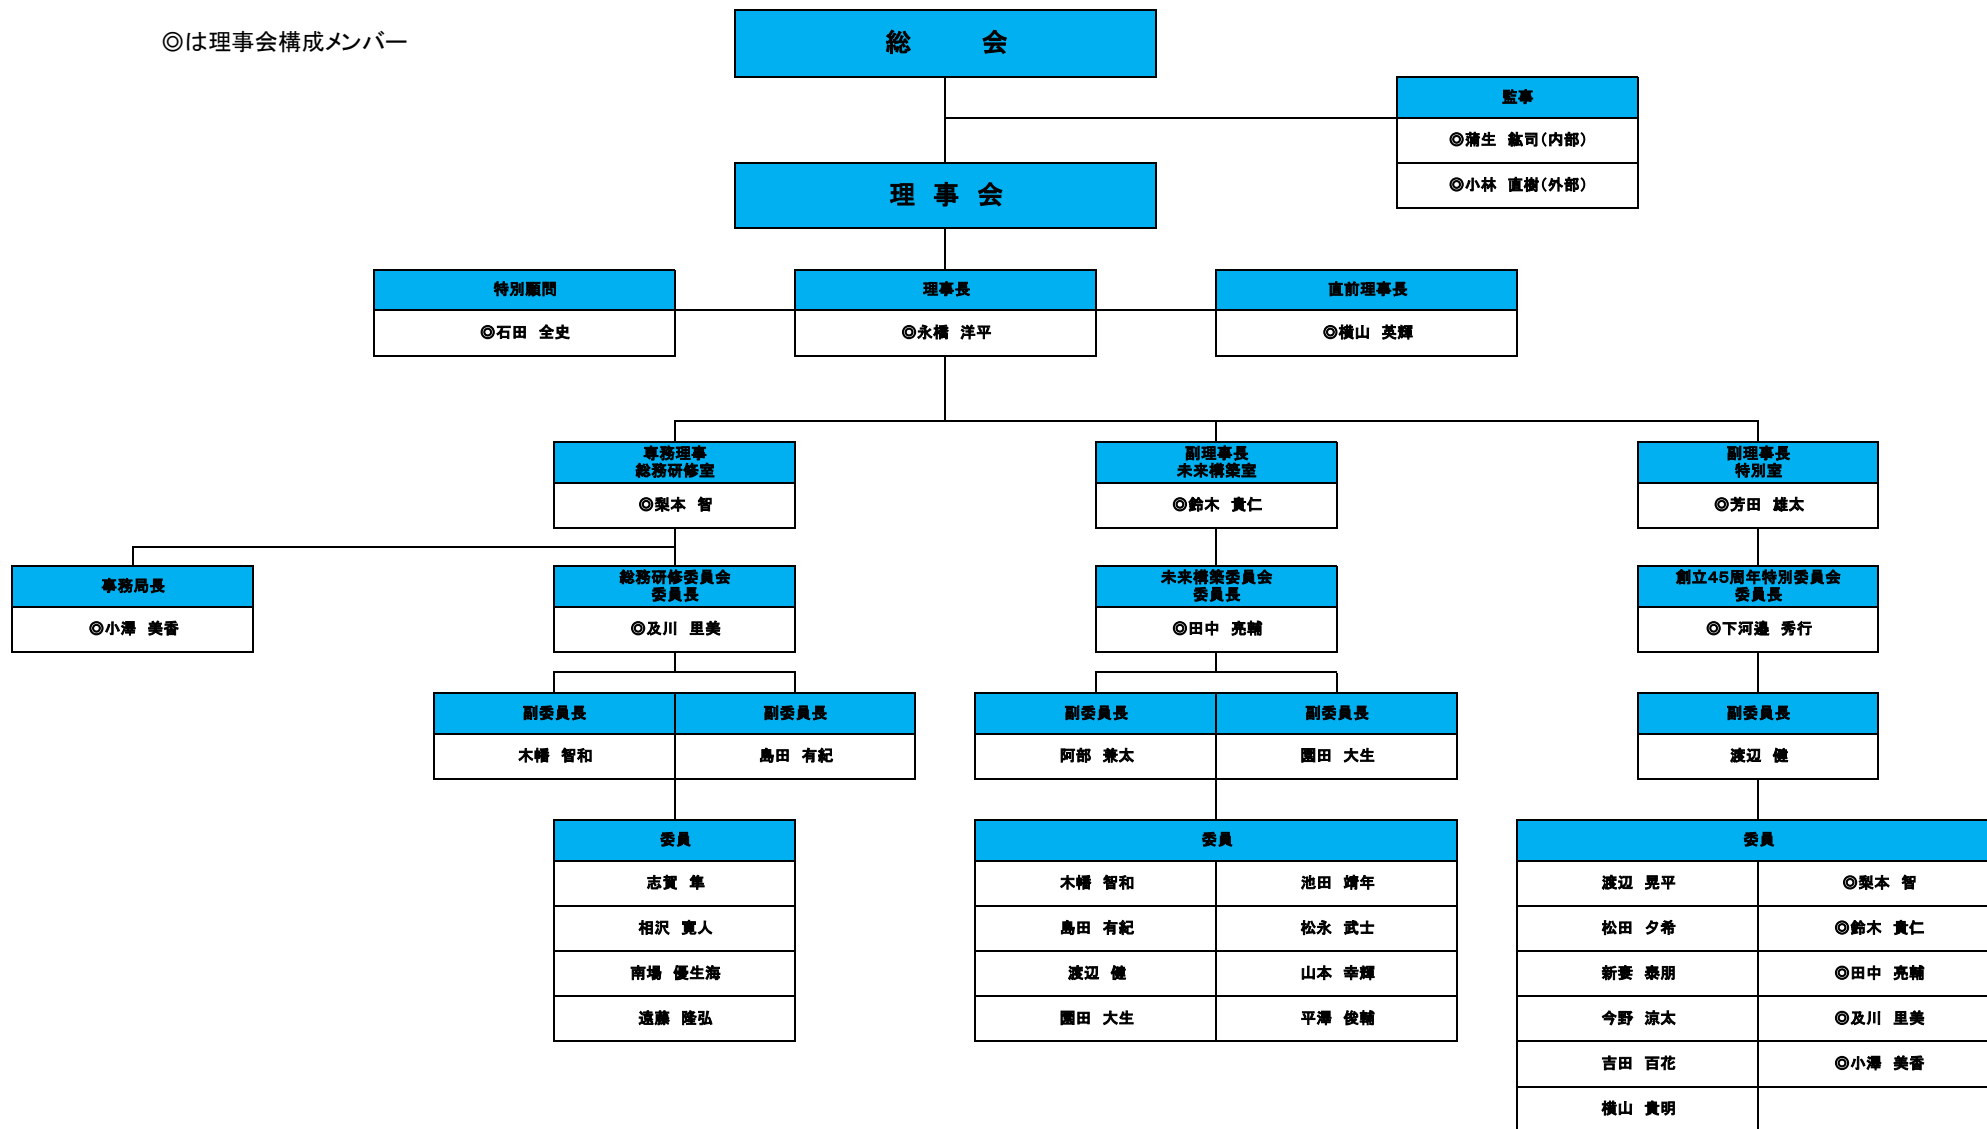 ◎は理事会構成メンバー
総　　会
監事
◎蒲生　紘司（内部）
◎小林　直樹（外部）
理 事 会
特別顧問
◎石田　全史
理事長
◎永橋　洋平
直前理事長
◎横山　英輝
専務理事
総務研修室
◎梨本　智
副理事長
未来構築室
◎鈴木　貴仁
副理事長
特別室
◎芳田　雄太
事務局長
◎小澤　美香
総務研修委員会
委員長
◎及川　里美
未来構築委員会
委員長
◎田中　亮輔
創立45周年特別委員会
委員長
◎下河邉　秀行
副委員長
木幡　智和
副委員長
島田　有紀
副委員長
阿部　兼太
副委員長
園田　大生
副委員長
渡辺　健
委員
志賀　隼
相沢　寛人
南場　優生海
遠藤　隆弘
委員
木幡　智和
池田　靖年
島田　有紀
松永　武士
渡辺　健
山本　幸輝
園田　大生
平澤　俊輔
委員
渡辺　晃平
◎梨本　智
松田　夕希
◎鈴木　貴仁
新妻　泰朋
◎田中　亮輔
今野　涼太
◎及川　里美
吉田　百花
◎小澤　美香
横山　貴明